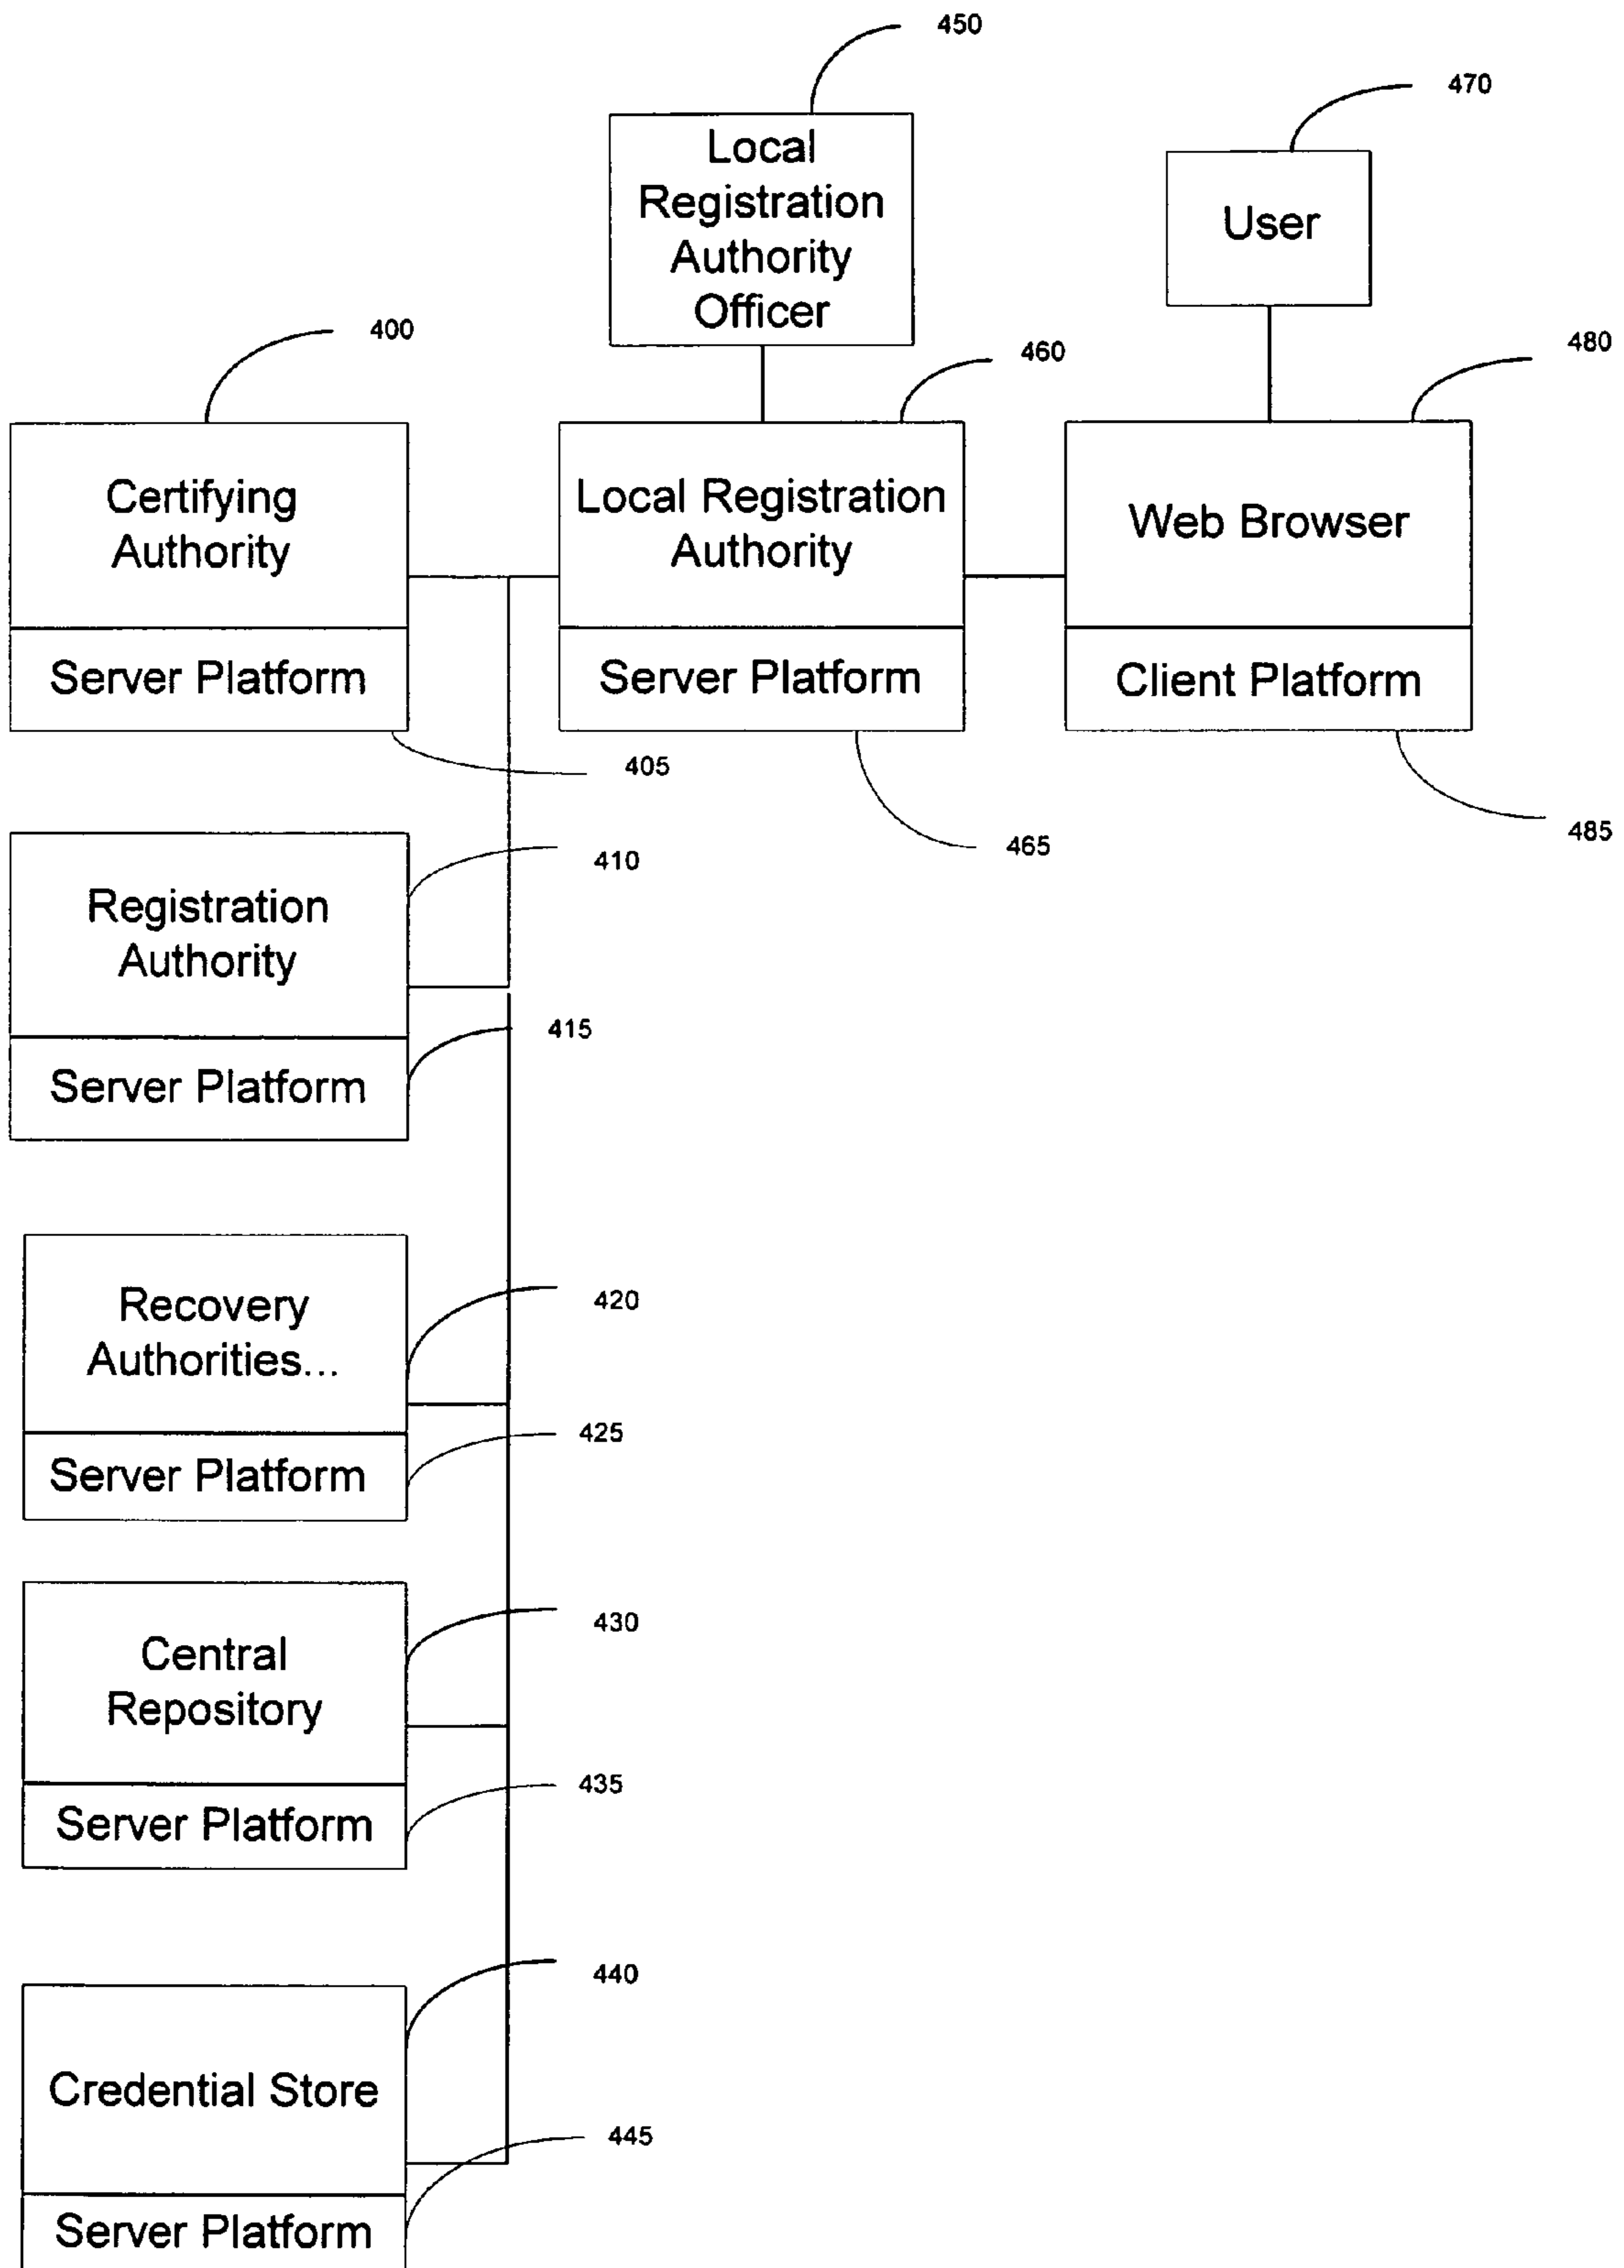 450
470
Local
Registration
Authority
Officer
User
400
460
480
Certifying
Authority
Local Registration
Authority
Web Browser
Server Platform
Server Platform
Client Platform
405
465
485
410
Registration
Authority
415
Server Platform
420
Recovery
Authorities...
425
Server Platform
430
Central
Repository
435
Server Platform
440
Credential Store
445
Server Platform